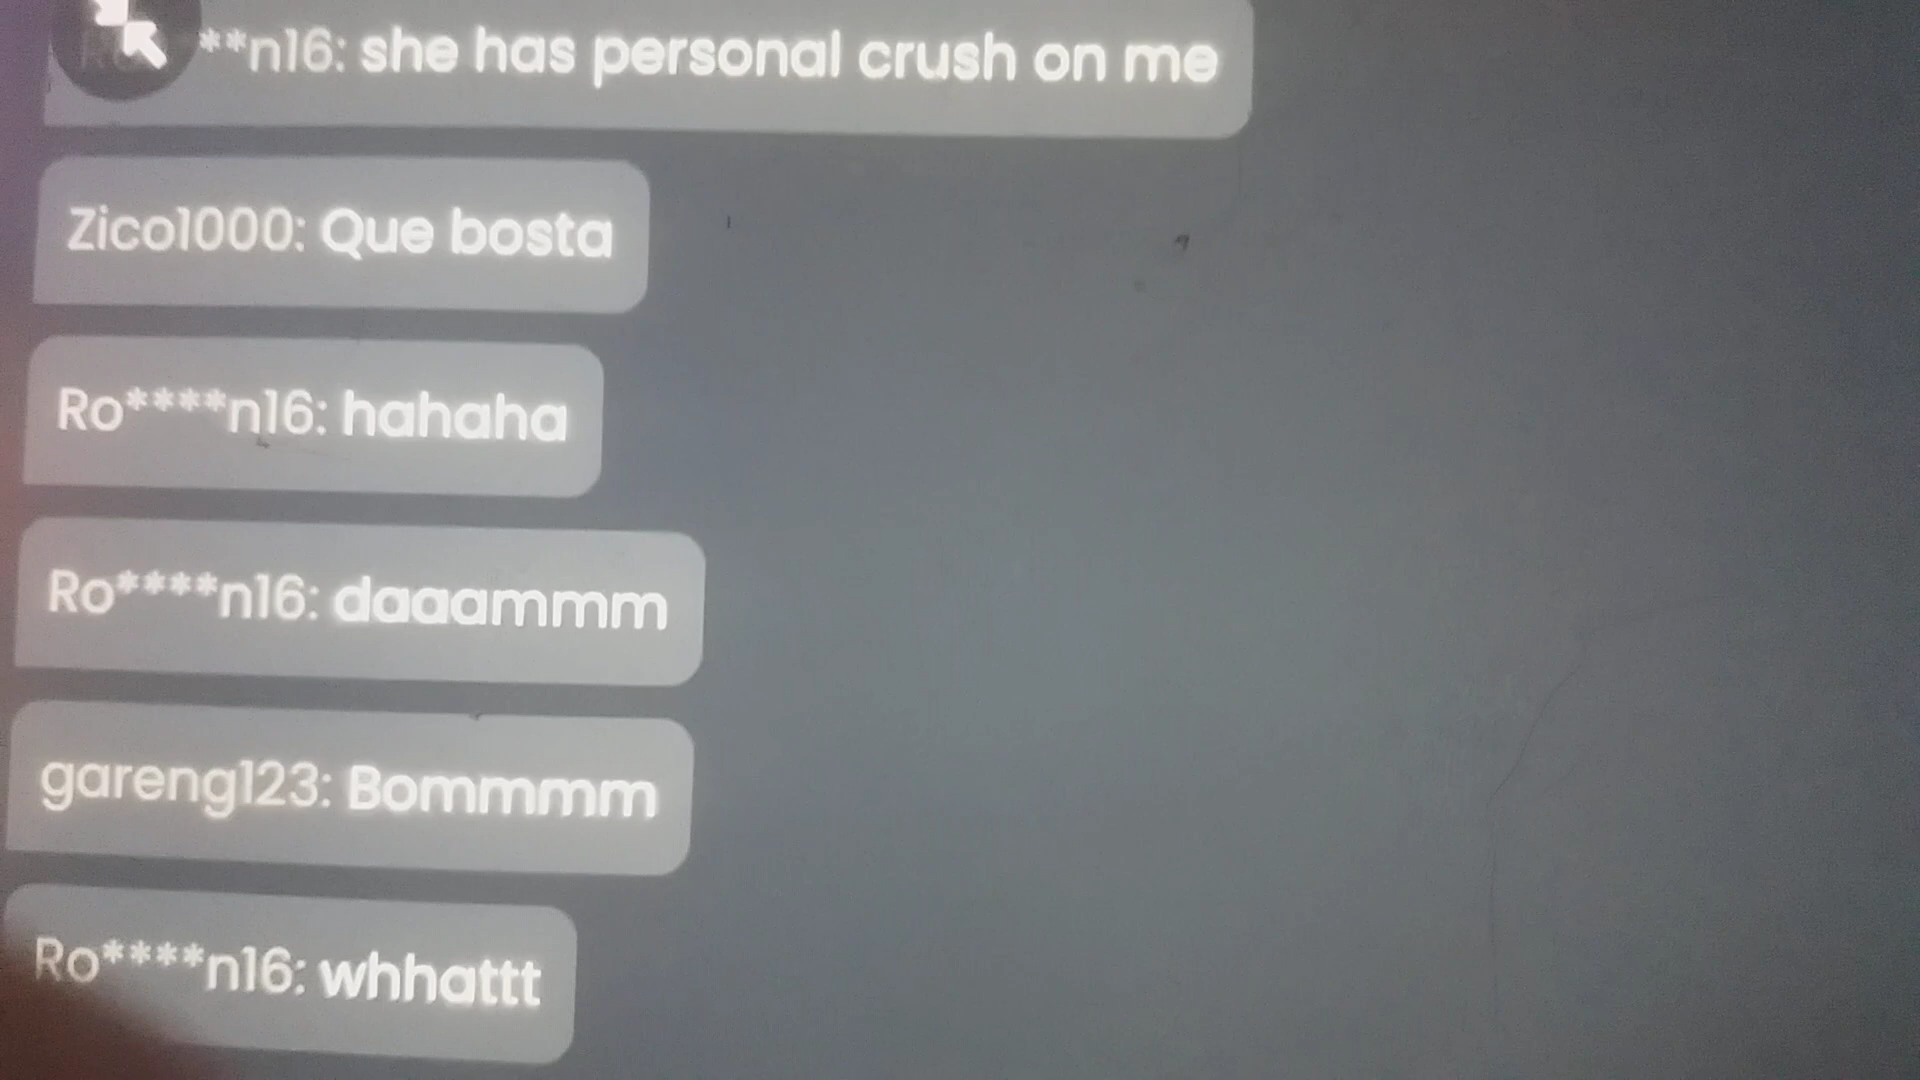 **n16: she has personal crush on me
Zico1000: Que bosta
Ro****n16: hahaha
Ro****n16: daaammm
gareng123: Bommmm
Ro****n16: whhattt